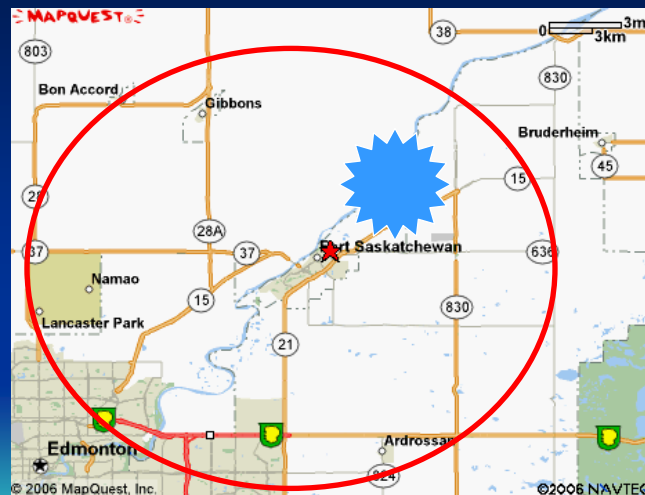 MAPQUEST®
38
0 3m
3km
803
830
Bon Accord
Gibbons
Bruderheim
45
15
28
28A
37
37
Fort Saskatchewan
636
Namao
15
830
Lancaster Park
21
Ardrossan
Edmonton
824
© 2006 MapQuest, Inc.
©2006 NAVTEQ